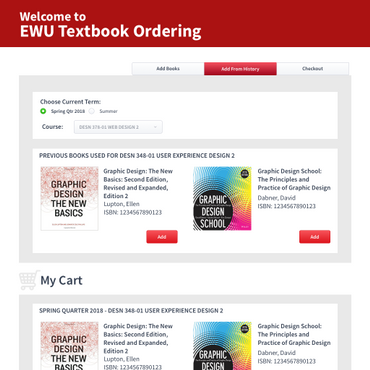 Welcome to
EWU Textbook Ordering
Add Books
Add From History
Checkout
Choose Current Term:
Spring Qtr 2018
Summer
Course:
DESN 378-01 WEB DESIGN 2
PREVIOUS BOOKS USED FOR DESN 348-01 USER EXPERIENCE DESIGN 2
GRAPHIC
DESIGN
THE NEW
BASICS
Graphic Design: The New
Basics: Second Edition,
Revised and Expanded,
Edition 2
Lupton, Ellen
ISBN: 1234567890123
Add
GRAPHIC
DESIGN
SCHOOL
Graphic Design School:
The Principles and
Practice of Graphic Design
Dabner, David
ISBN: 1234567890123
Add
My Cart
SPRING QUARTER 2018 - DESN 348-01 USER EXPERIENCE DESIGN 2
GRAPHIC
DESIGN
THE NEW
Graphic Design: The New
Basics: Second Edition,
Revised and Expanded,
Edition 2
Lupton, Ellen
GRAPHIC
Graphic Design School:
The Principles and
Practice of Graphic Design
Dabner, David
ISBN: 1234567890123